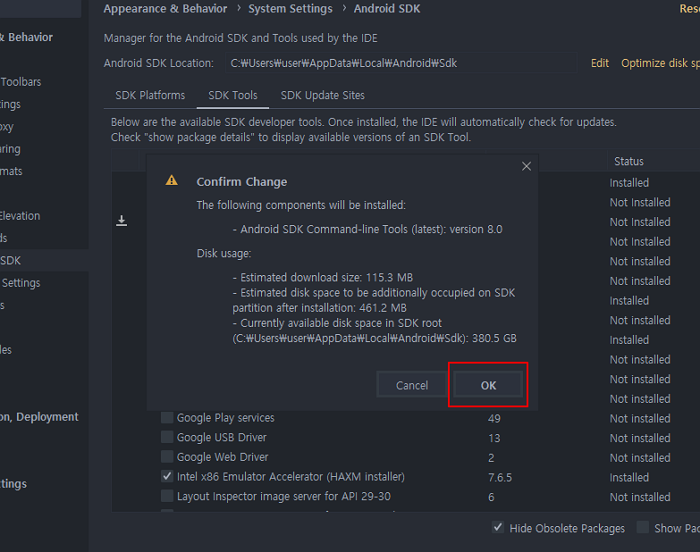 Appearance & Behavior > System Settings > Android SDK
Rese
& Behavior
Manager for the Android SDK and Tools used by the IDE
Android SDK Location: C:₩Users₩user₩AppData₩Local₩Android₩Sdk Edit Optimize disk sp
Toolbars
SDK Platforms SDK Tools SDK Update Sites
tings
Below are the available SDK developer tools. Once installed, the IDE will automatically check for updates.
oxy
Check "show package details" to display available versions of an SDK Tool.
aring
Status
mats
Confirm Change
Installed
The following components will be installed:
Not Installed
Elevation
- Android SDK Command-line Tools (latest): version 8.0
Not installed
ds
Disk usage:
Not installed
SDK
Not installed
- Estimated download size: 115.3 MB
Settings
Not installed
- Estimated disk space to be additionally occupied on SDK
partition after installation: 461.2 MB
s
Installed
- Currently available disk space in SDK root
Not installed
(C:₩Users₩user₩AppData₩Local₩Android₩Sdk): 380.5 GB
Installed
les
Not installed
Cancel OK
Not installed
Not installed
on, Deployment
Google Play services 49 Not installed
Google USB Driver 13 Not installed
Google Web Driver 2 Not installed
Intel x86 Emulator Accelerator (HAXM installer) 7.6.5 Installed
ttings
Layout Inspector image server for API 29-30 6 Not installed
Hide Obsolete Packages Show Pac